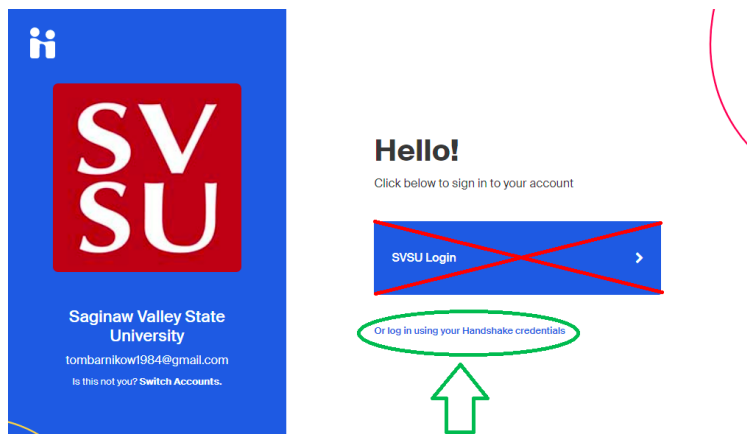 SV
SU
Saginaw Valley State
University
tombarnikow1984@gmail.com
Is this not you? Switch Accounts.
Hello!
Click below to sign in to your account
SVSU Login
Or log in using your Handshake credentials